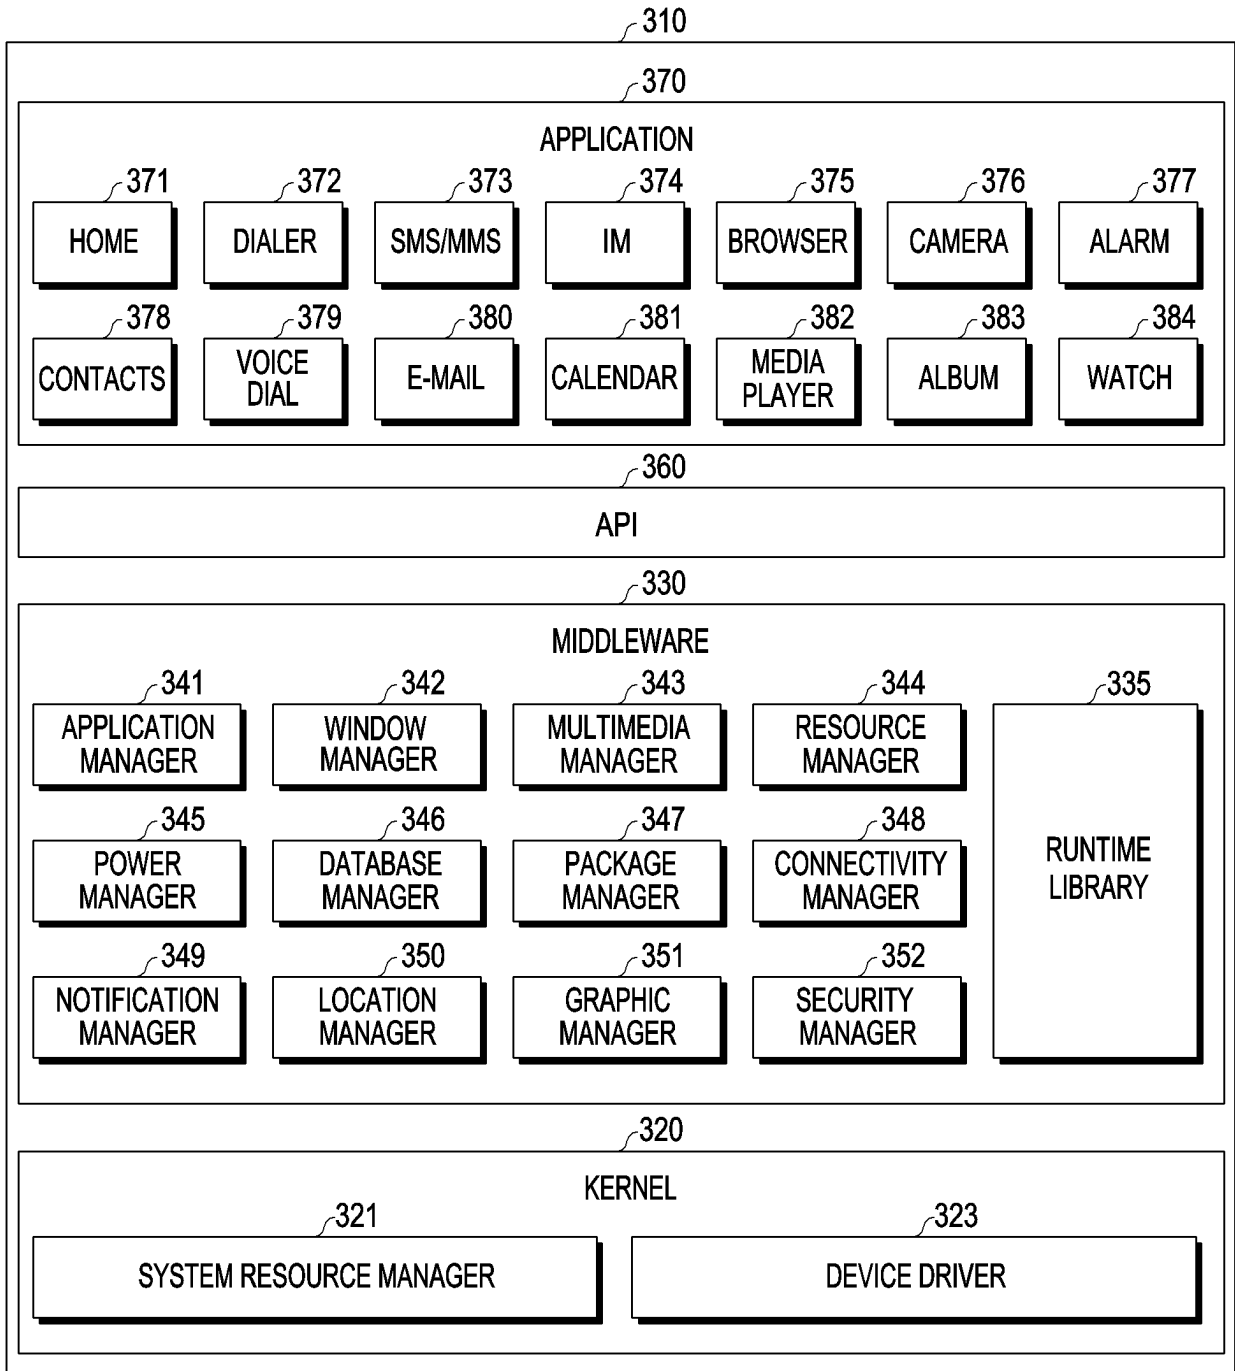 310
370
APPLICATION
371 372 373 374 375 376 377
HOME DIALER SMS/MMS IM BROWSER CAMERA ALARM
378 379 380 381 382 383 384
CONTACTS
VOICE
DIAL
E-MAIL
CALENDAR
MEDIA
PLAYER
ALBUM
WATCH
360
API
330
MIDDLEWARE
341
APPLICATION
MANAGER
342
WINDOW
MANAGER
343
MULTIMEDIA
MANAGER
344
RESOURCE
MANAGER
335
RUNTIME
LIBRARY
345
POWER
MANAGER
346
DATABASE
MANAGER
347
PACKAGE
MANAGER
348
CONNECTIVITY
MANAGER
349
NOTIFICATION
MANAGER
350
LOCATION
MANAGER
351
GRAPHIC
MANAGER
352
SECURITY
MANAGER
320
KERNEL
321
SYSTEM RESOURCE MANAGER
323
DEVICE DRIVER